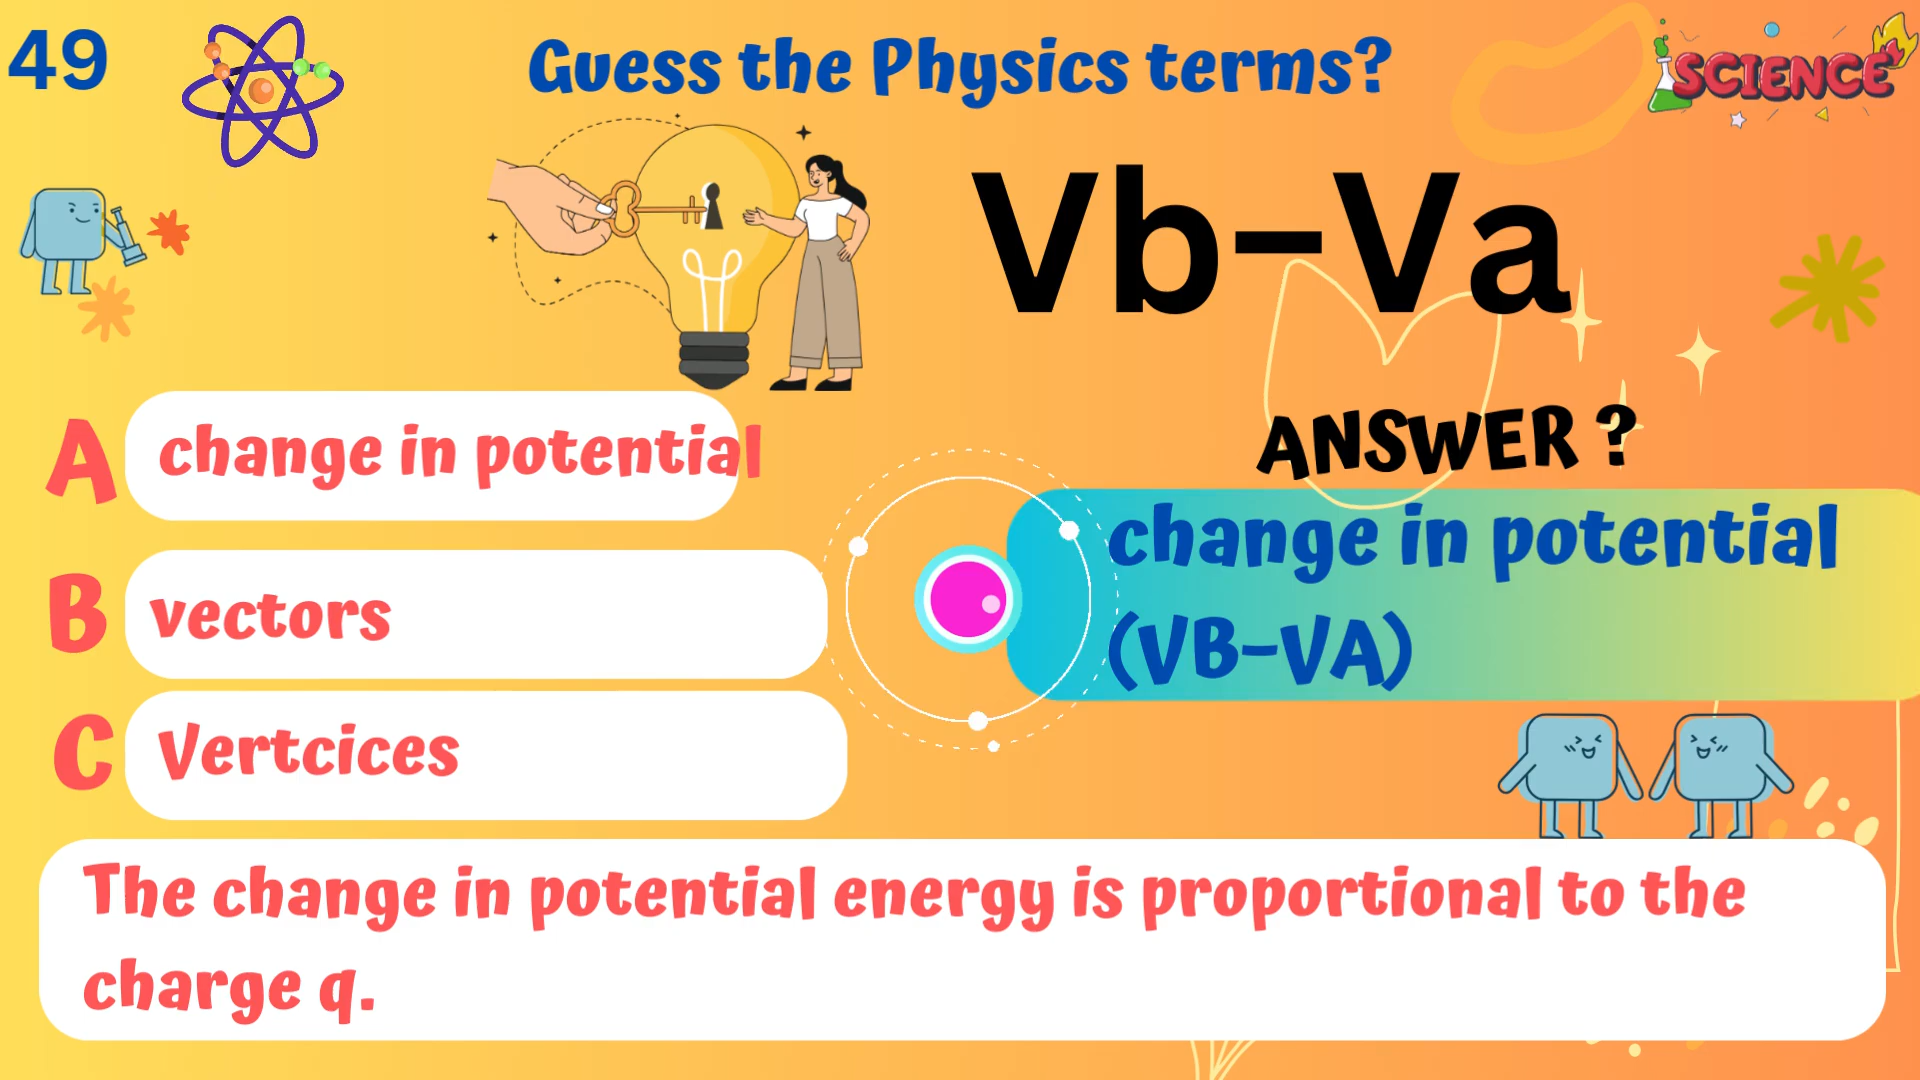 49
Guess the Physics terms?
SCIENCE
Vb-Va
A change in potential
B vectors
C Vertcices
ANSWER ?
change in potential
(VB-VA)
The change in potential energy is proportional to the
charge q.